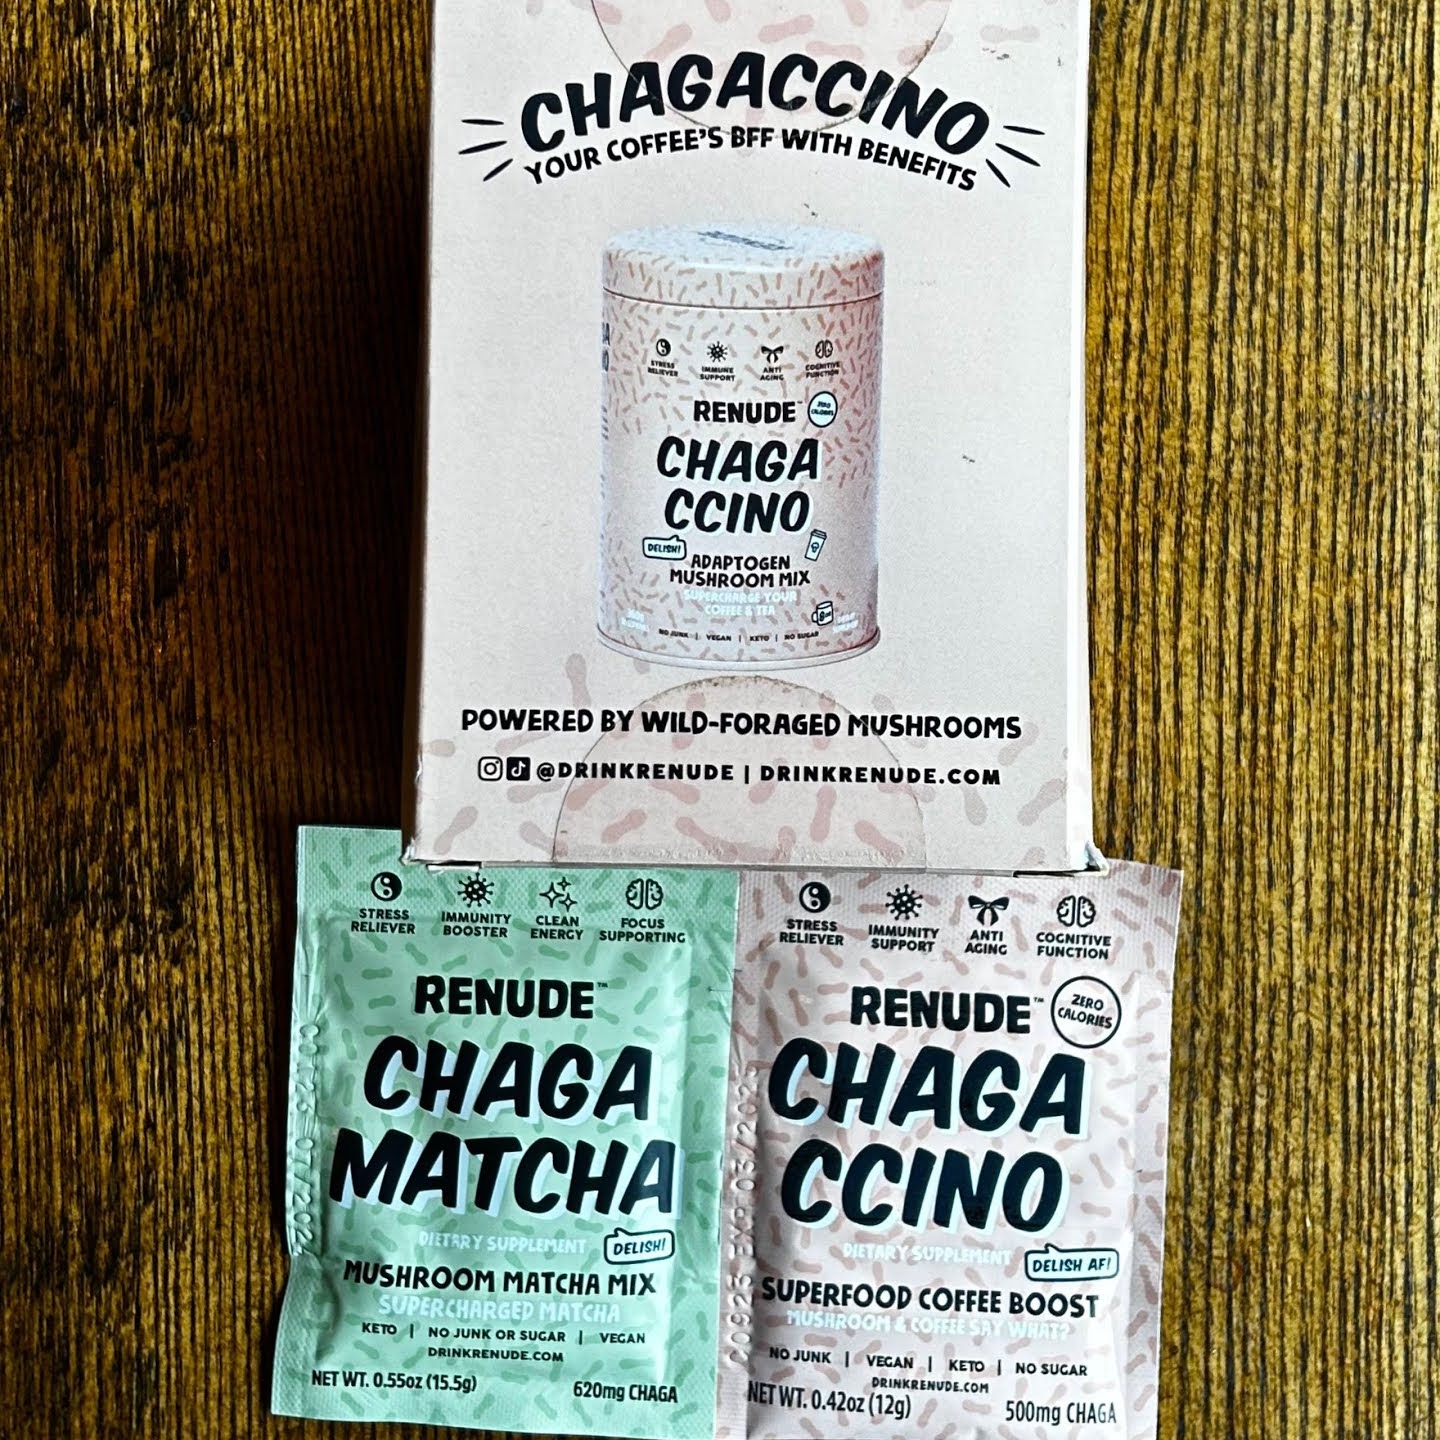 CHAGACCINO
YOUR COFFEE'S BFF WITH BENEFITS
STRESS RELIEVER
IMMUNE SUPPORT
ANTI AGING
COGNITIVE FUNCTION
RENUDE
ZERO CALORIES
CHAGA
CCINO
DELISH!
ADAPTOGEN
MUSHROOM MIX
SUPERCHARGE YOUR
COFFEE & TEA
NO JUNK | VEGAN | KETO | NO SUGAR
POWERED BY WILD-FORAGED MUSHROOMS
@DRINKRENUDE | DRINKRENUDE.COM
STRESS RELIEVER
IMMUNITY BOOSTER
CLEAN ENERGY
FOCUS SUPPORTING
RENUDE™
CHAGA
MATCHA
DIETARY SUPPLEMENT
DELISH!
MUSHROOM MATCHA MIX
SUPERCHARGED MATCHA
KETO | NO JUNK OR SUGAR | VEGAN
DRINKRENUDE.COM
NET WT. 0.55oz (15.5g)
620mg CHAGA
STRESS RELIEVER
IMMUNITY SUPPORT
ANTI AGING
COGNITIVE FUNCTION
RENUDE™
ZERO CALORIES
CHAGA
CCINO
DIETARY SUPPLEMENT
DELISH AF!
SUPERFOOD COFFEE BOOST
MUSHROOM & COFFEE SAY WHAT?
NO JUNK | VEGAN | KETO | NO SUGAR
DRINKRENUDE.COM
NET WT. 0.42oz (12g)
500mg CHAGA